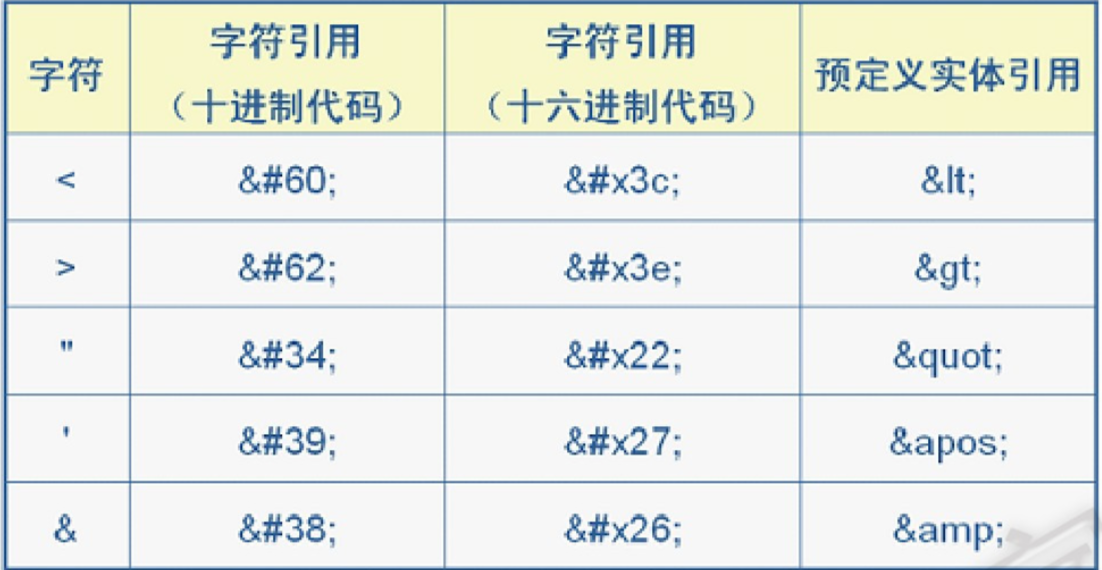 字符
字符引用
（十进制代码）
字符引用
（十六进制代码）
预定义实体引用
< &#60; &#x3c; &lt;
> &#62; &#x3e; &gt;
" &#34; &#x22; &quot;
' &#39; &#x27; &apos;
& &#38; &#x26; &amp;